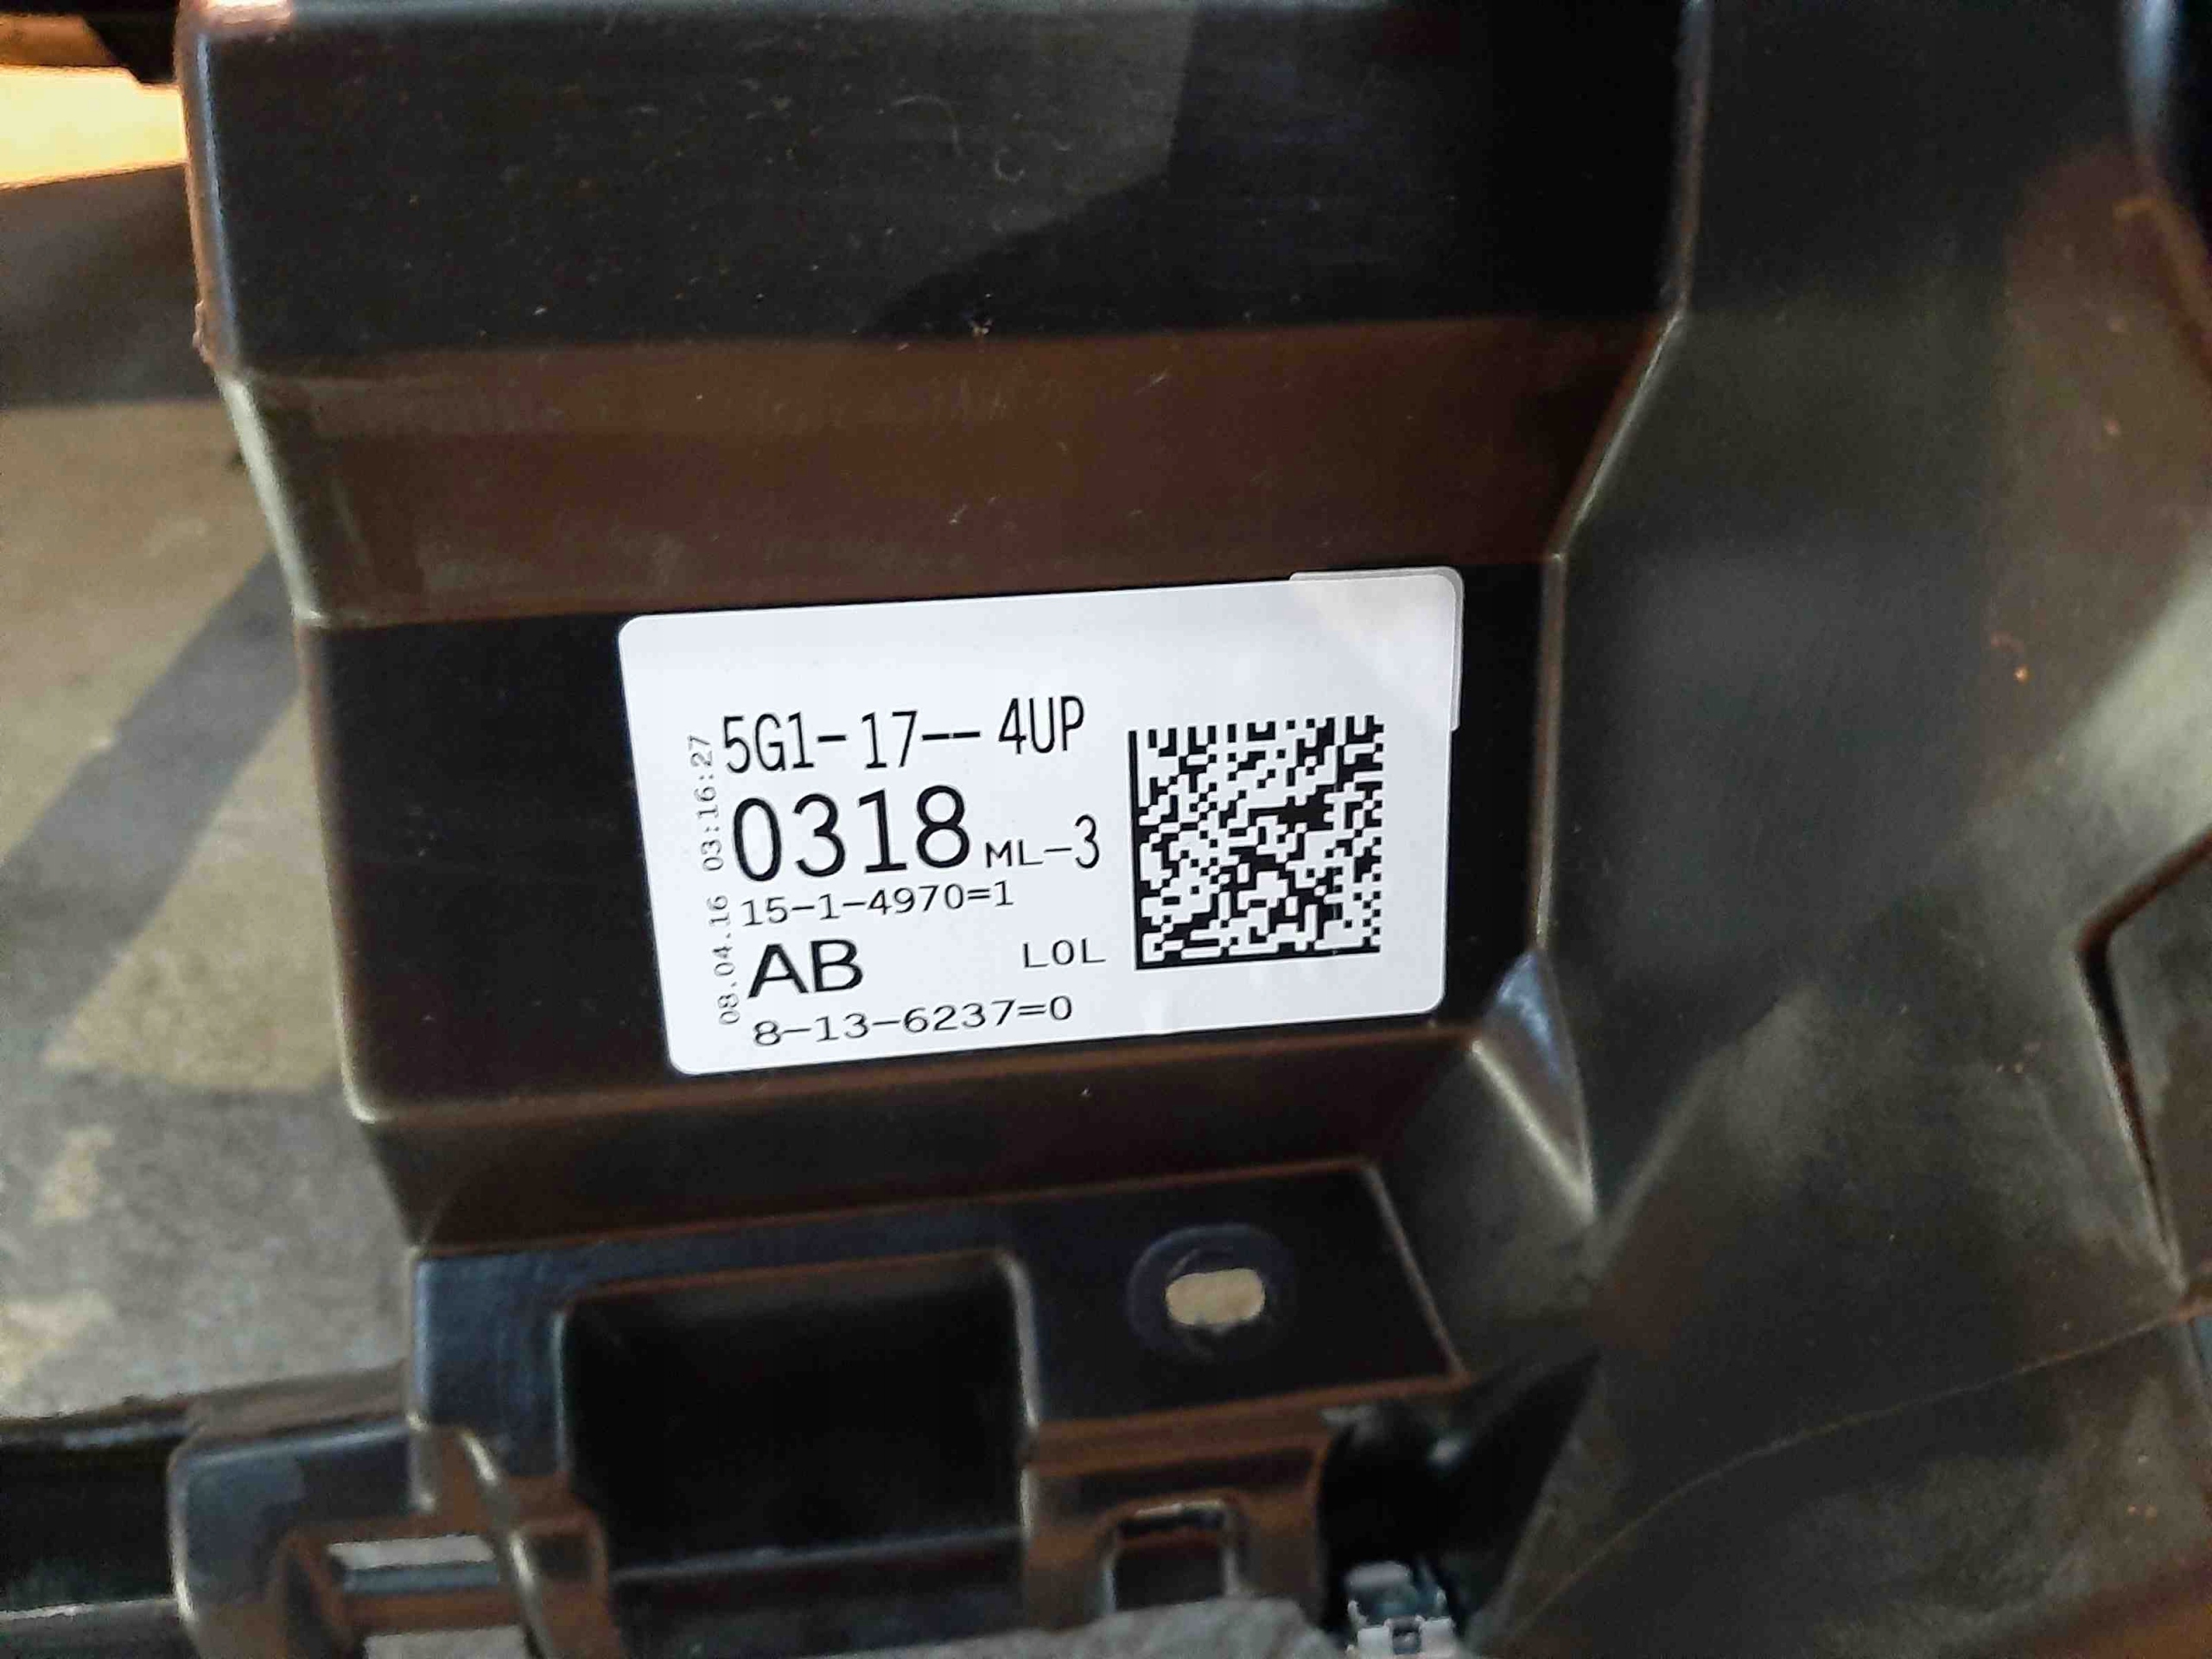 08.04.16 03:16:27
5G1-17-- 4UP
0318 ML-3
15-1-4970=1
AB L0L
8-13-6237=0